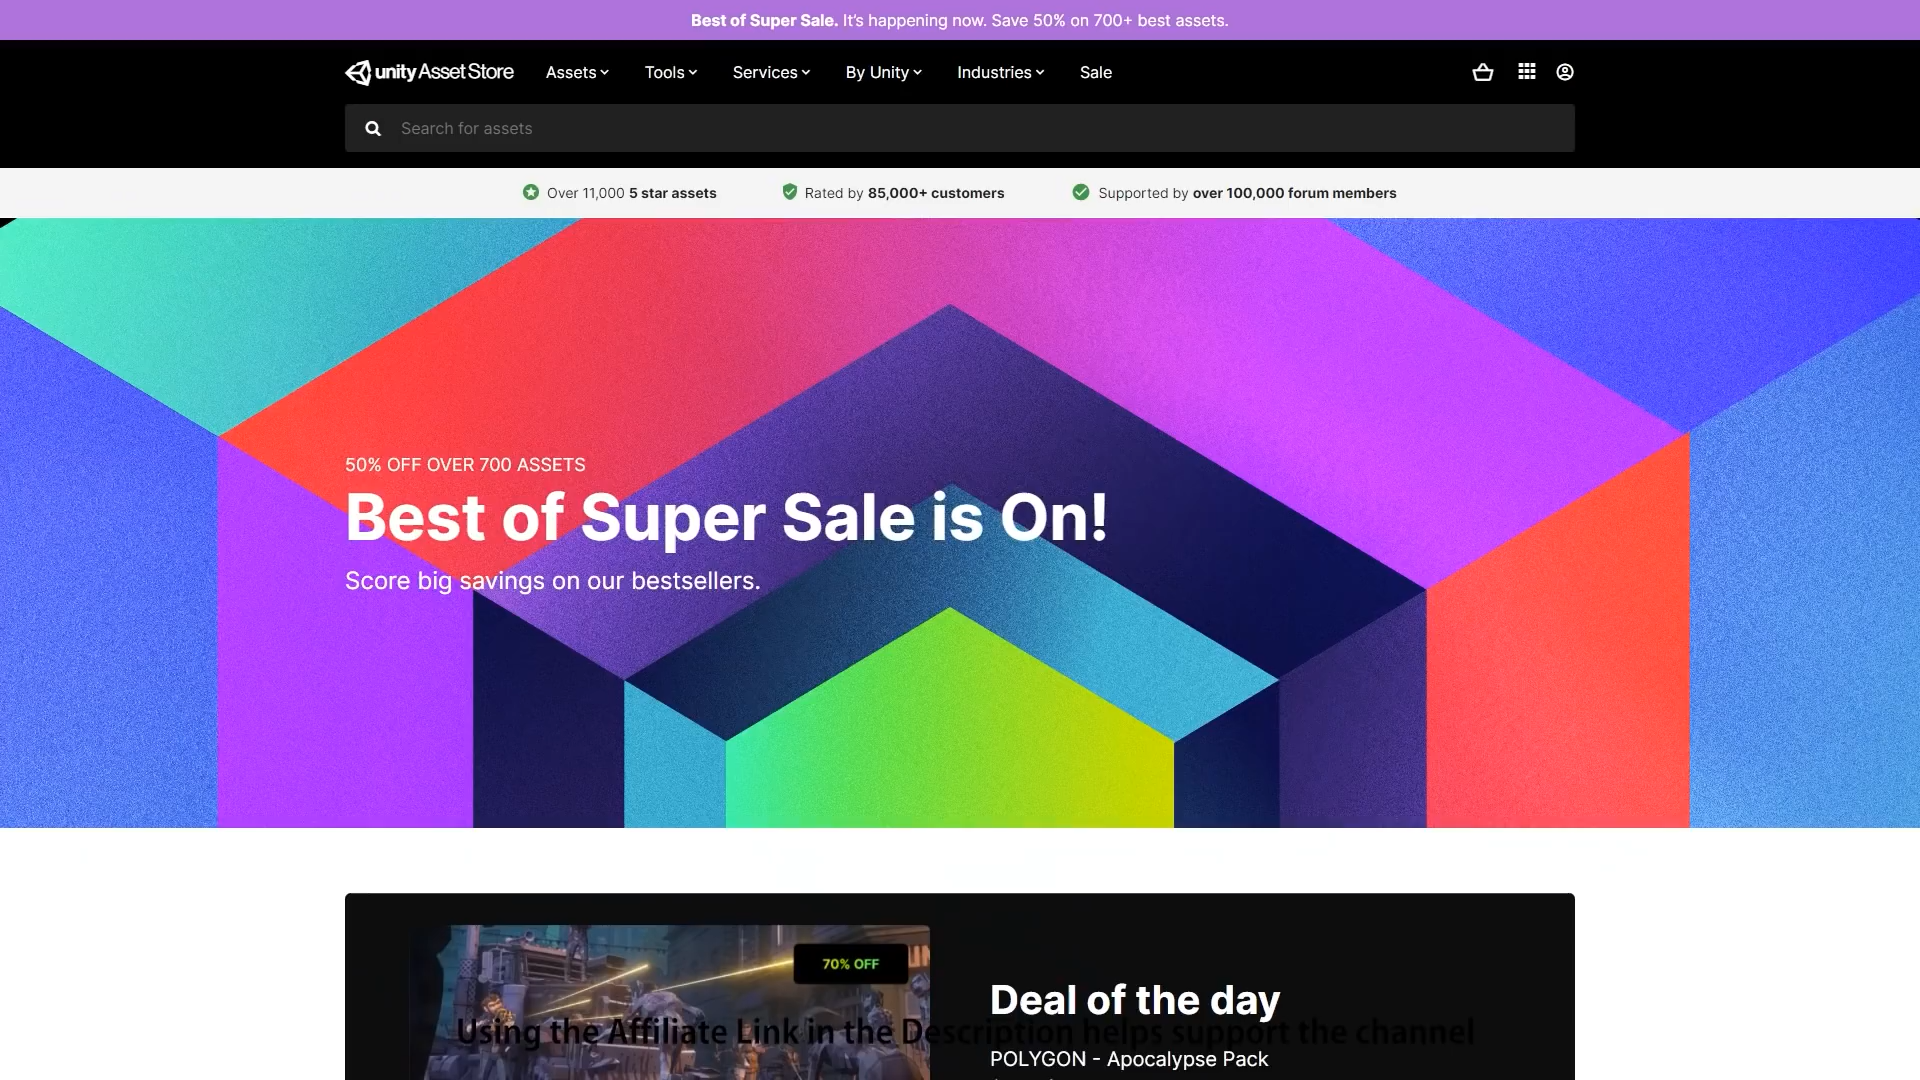 Best of Super Sale. It's happening now. Save 50% on 700+ best assets.
unity Asset Store Assets Tools Services By Unity Industries Sale
Search for assets
Over 11,000 5 star assets Rated by 85,000+ customers Supported by over 100,000 forum members
50% OFF OVER 700 ASSETS
Best of Super Sale is On!
Score big savings on our bestsellers.
70% OFF
Deal of the day
Using the Affiliate Link in the Description helps support the channel
POLYGON - Apocalypse Pack